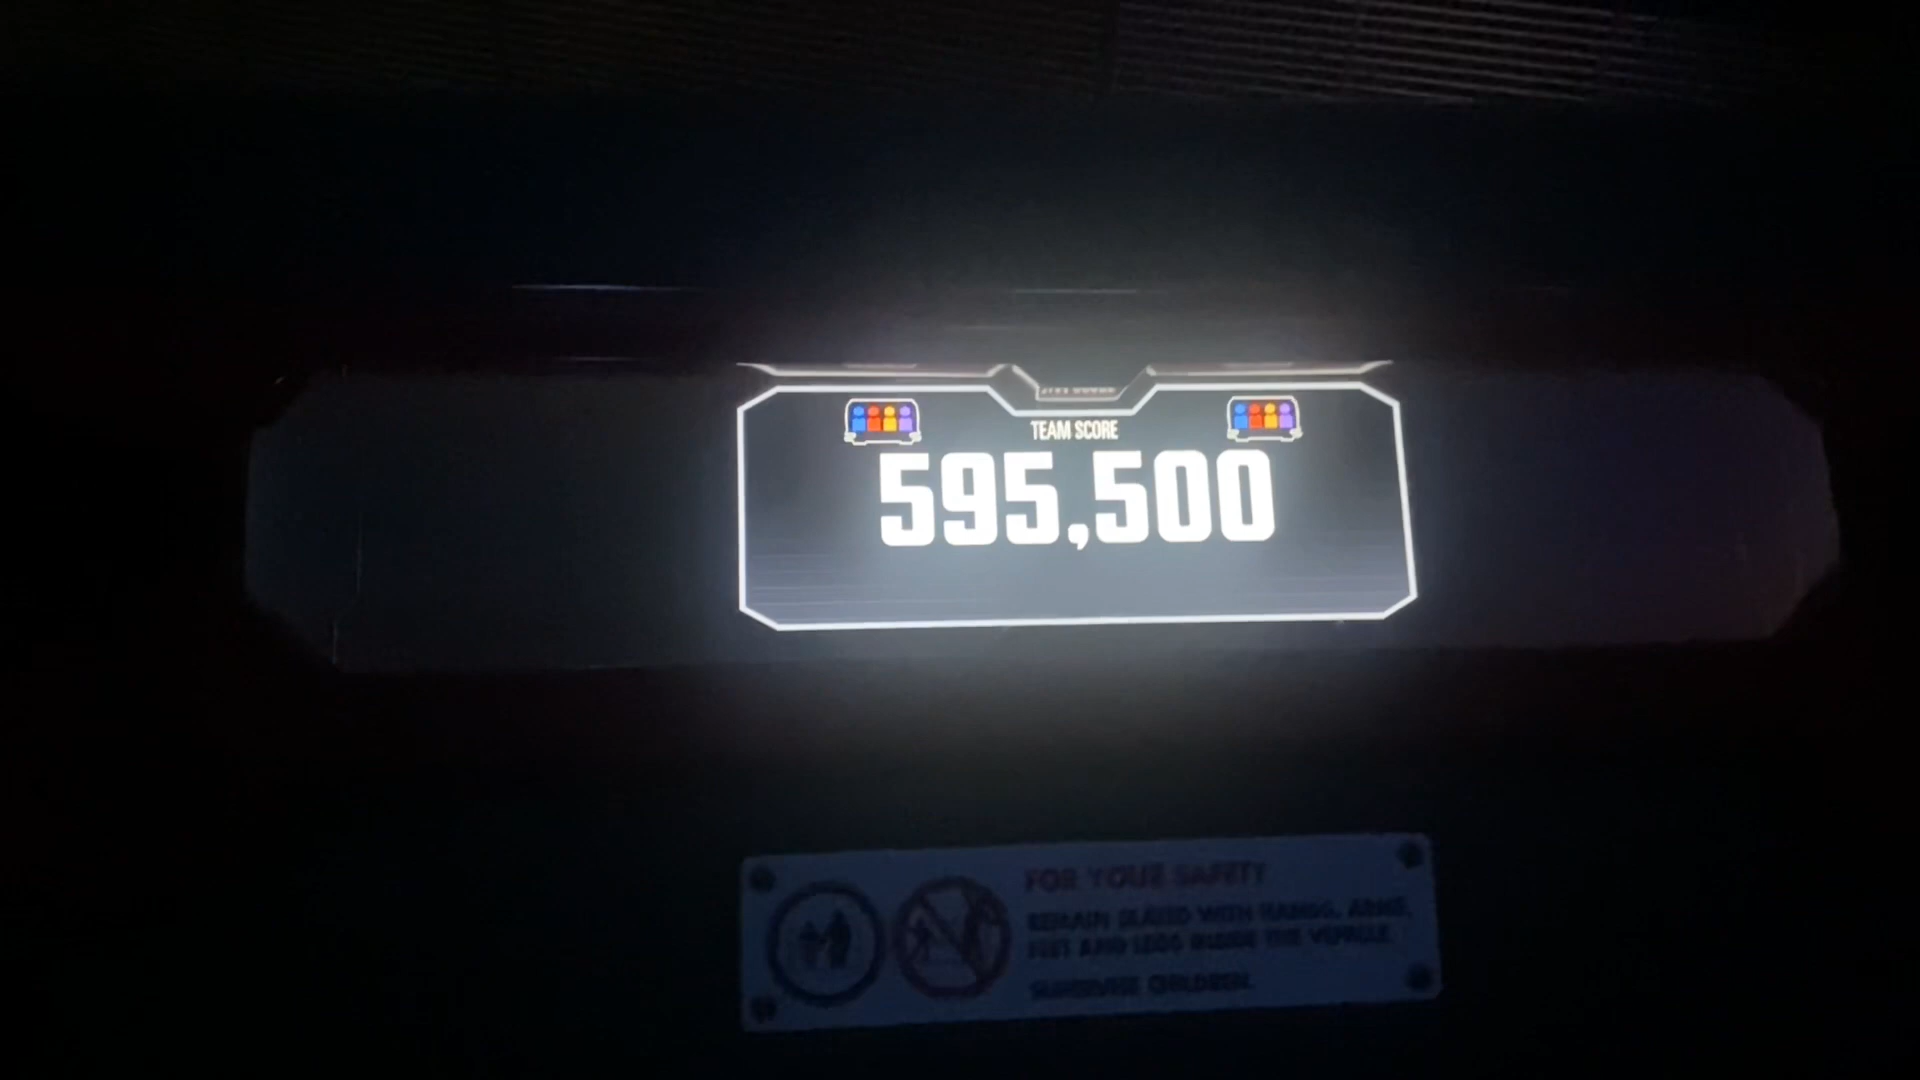 TEAM SCORE
595,500
FOR YOUR SAFETY
REMAIN SEATED WITH HANDS, ARMS,
FEET AND LEGS INSIDE THE VEHICLE.
SUPERVISE CHILDREN.